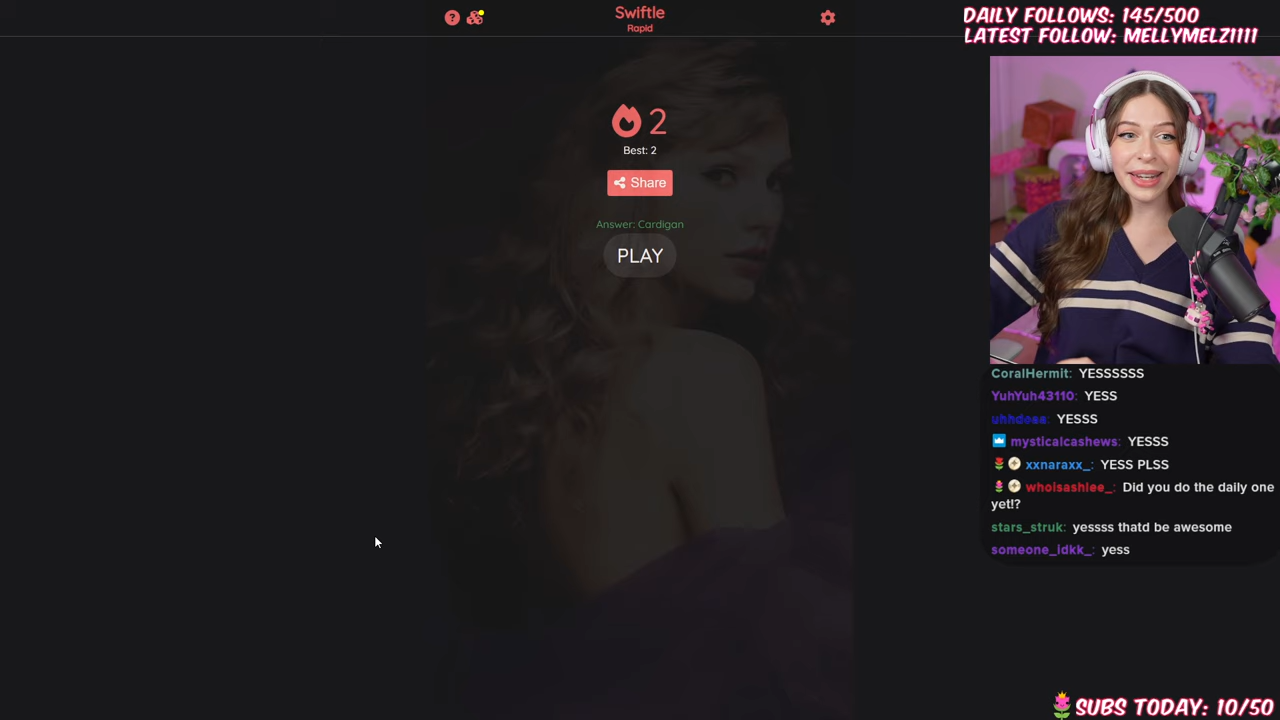 Swiftle
Rapid
DAILY FOLLOWS: 145/500
LATEST FOLLOW: MELLYMELZ1111
2
Best: 2
Share
Answer: Cardigan
PLAY
CoralHermit: YESSSSSS
YuhYuh43110: YESS
uhhdoss: YESSS
mysticalcashews: YESSS
xxnaraxx_: YESS PLSS
whoisashlee_: Did you do the daily one
yet!?
stars_struk: yessss thatd be awesome
someone_idkk_: yess
SUBS TODAY: 10/50